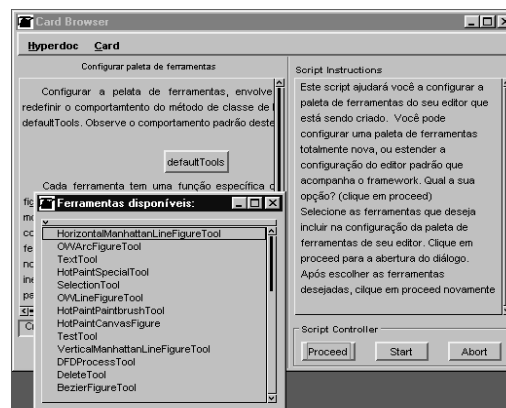 Card Browser
Hyperdoc Card
Configurar paleta de ferramentas
Configurar a pelata de ferramentas, envolve
redefinir o comportamtento do método de classe de
defaultTools. Observe o comportamento padrão deste
defaultTools
Cada ferramenta tem uma função específica
Ferramentas disponíveis:
HorizontalManhattanLineFigureTool
OWArcFigureTool
TextTool
HotPaintSpecialTool
SelectionTool
OWLineFigureTool
HotPaintPaintbrushTool
HotPaintCanvasFigure
TestTool
VerticalManhattanLineFigureTool
DFDProcessTool
DeleteTool
BezierFigureTool
Script Instructions
Este script ajudará você a configurar a
paleta de ferramentas do seu editor que
está sendo criado. Você pode
configurar uma paleta de ferramentas
totalmente nova, ou estender a
configuração do editor padrão que
acompanha o framework. Qual a sua
opção? (clique em proceed)
Selecione as ferramentas que deseja
incluir na configuração da paleta de
ferramentas de seu editor. Clique em
proceed para a abertura do diálogo.
Após escolher as ferramentas
desejadas, cilque em proceed novamente
Script Controller
Proceed Start Abort